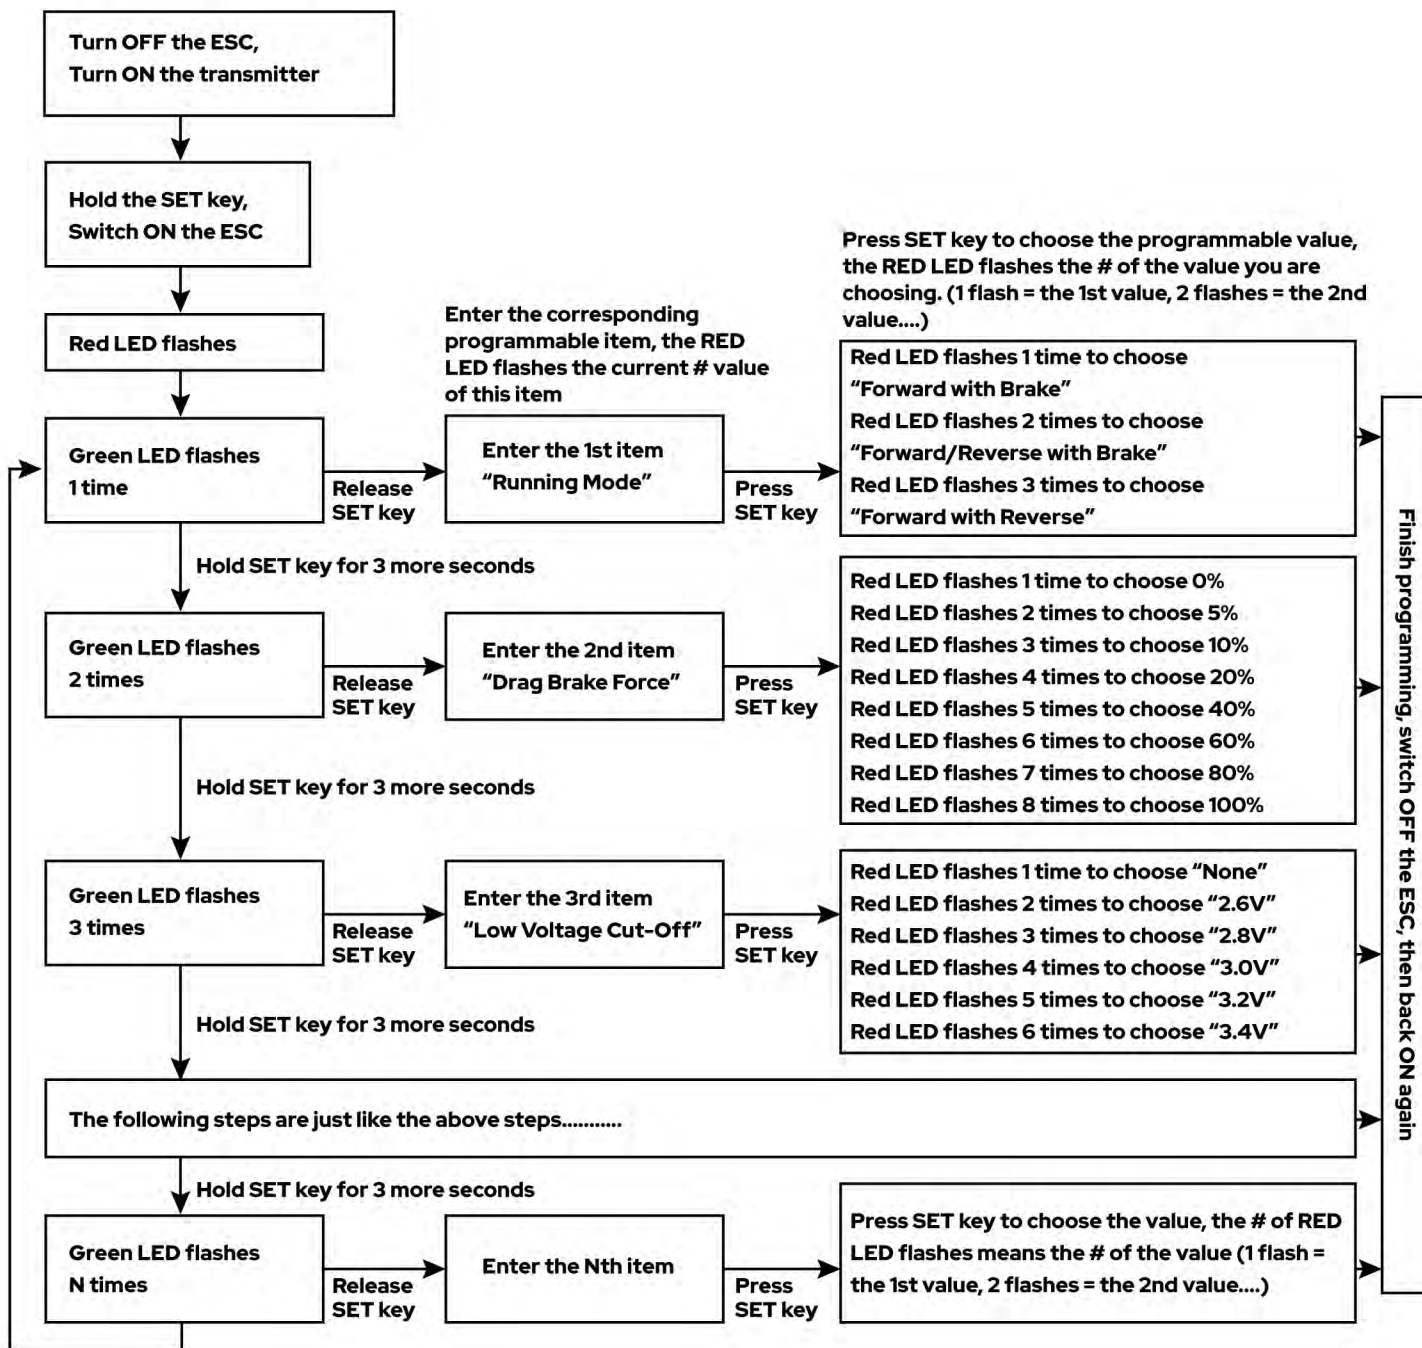 Turn OFF the ESC,
Turn ON the transmitter
Hold the SET key,
Switch ON the ESC
Red LED flashes
Enter the corresponding
programmable item, the RED
LED flashes the current # value
of this item
Press SET key to choose the programmable value,
the RED LED flashes the # of the value you are
choosing. (1 flash = the 1st value, 2 flashes = the 2nd
value....)
Green LED flashes
1 time
Release
SET key
Enter the 1st item
“Running Mode”
Press
SET key
Red LED flashes 1 time to choose
“Forward with Brake”
Red LED flashes 2 times to choose
“Forward/Reverse with Brake”
Red LED flashes 3 times to choose
“Forward with Reverse”
Hold SET key for 3 more seconds
Green LED flashes
2 times
Release
SET key
Enter the 2nd item
“Drag Brake Force”
Press
SET key
Red LED flashes 1 time to choose 0%
Red LED flashes 2 times to choose 5%
Red LED flashes 3 times to choose 10%
Red LED flashes 4 times to choose 20%
Red LED flashes 5 times to choose 40%
Red LED flashes 6 times to choose 60%
Red LED flashes 7 times to choose 80%
Red LED flashes 8 times to choose 100%
Hold SET key for 3 more seconds
Green LED flashes
3 times
Release
SET key
Enter the 3rd item
“Low Voltage Cut-Off”
Press
SET key
Red LED flashes 1 time to choose “None”
Red LED flashes 2 times to choose “2.6V”
Red LED flashes 3 times to choose “2.8V”
Red LED flashes 4 times to choose “3.0V”
Red LED flashes 5 times to choose “3.2V”
Red LED flashes 6 times to choose “3.4V”
Hold SET key for 3 more seconds
The following steps are just like the above steps...........
Hold SET key for 3 more seconds
Green LED flashes
N times
Release
SET key
Enter the Nth item
Press
SET key
Press SET key to choose the value, the # of RED
LED flashes means the # of the value (1 flash =
the 1st value, 2 flashes = the 2nd value....)
Finish programming, switch OFF the ESC, then back ON again